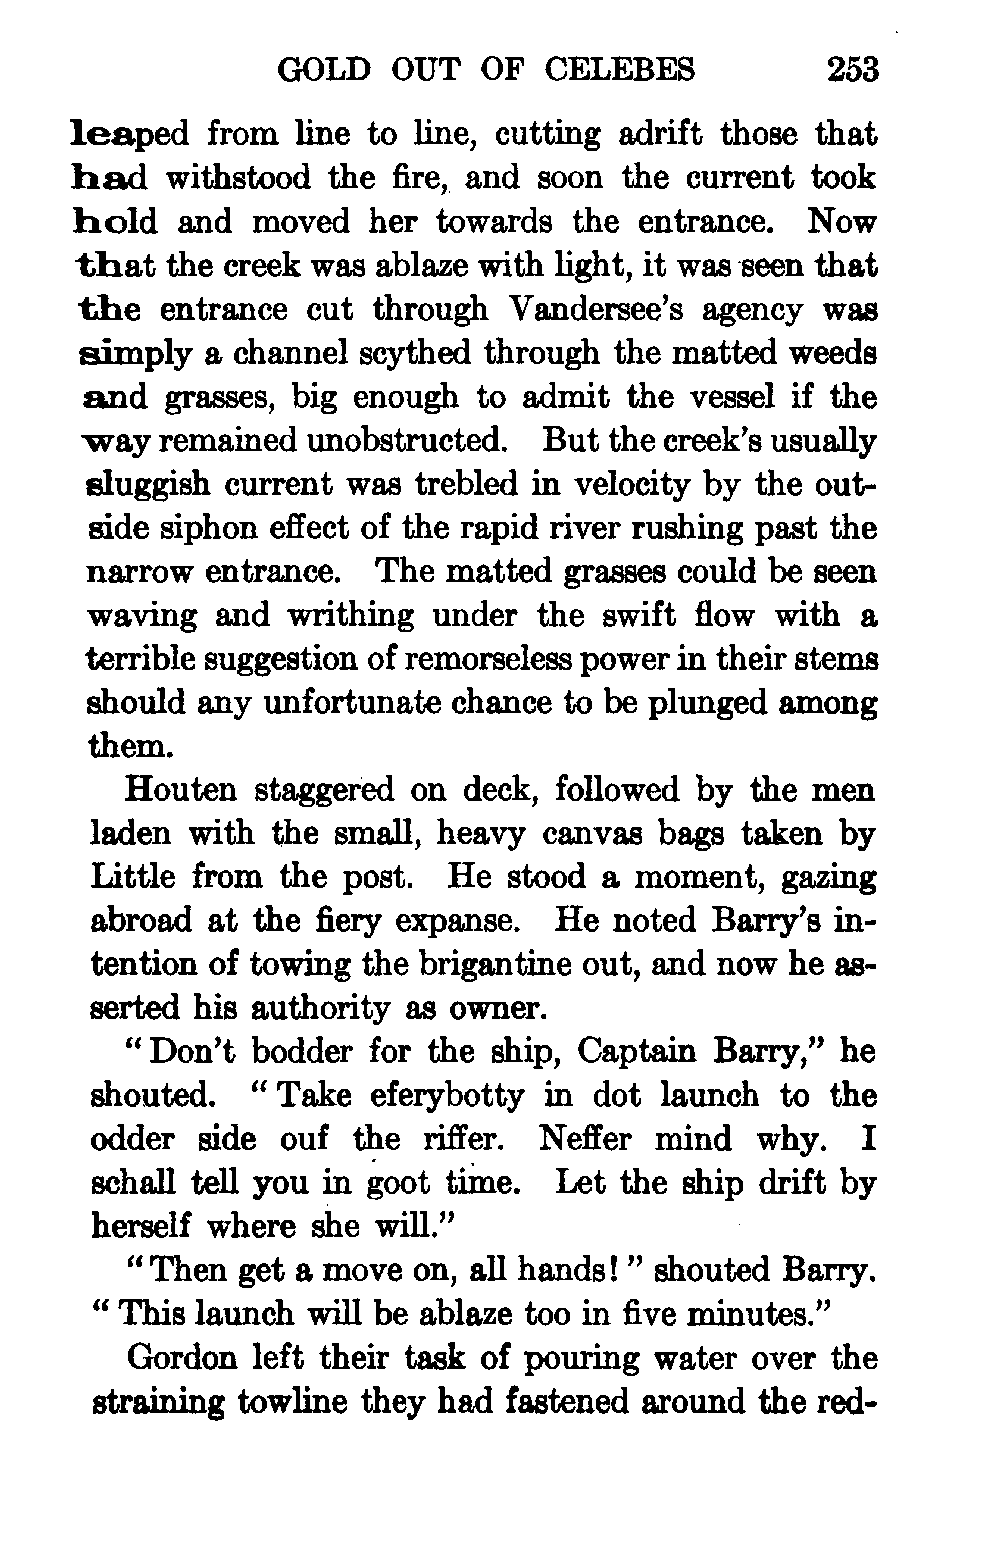 GOLD OUT OF CELEBES 253
leaped from line to line, cutting adrift those that
had withstood the fire, and soon the current took
hold and moved her towards the entrance. Now
that the creek was ablaze with light, it was seen that
the entrance cut through Vandersee's agency was
simply a channel scythed through the matted weeds
and grasses, big enough to admit the vessel if the
way remained unobstructed. But the creek's usually
sluggish current was trebled in velocity by the out-
side siphon effect of the rapid river rushing past the
narrow entrance. The matted grasses could be seen
waving and writhing under the swift flow with a
terrible suggestion of remorseless power in their stems
should any unfortunate chance to be plunged among
them.
Houten staggered on deck, followed by the men
laden with the small, heavy canvas bags taken by
Little from the post. He stood a moment, gazing
abroad at the fiery expanse. He noted Barry's in-
tention of towing the brigantine out, and now he as-
serted his authority as owner.
"Don't bodder for the ship, Captain Barry," he
shouted. "Take eferybotty in dot launch to the
odder side ouf the riffer. Neffer mind why. I
schall tell you in goot time. Let the ship drift by
herself where she will."
"Then get a move on, all hands!" shouted Barry.
"This launch will be ablaze too in five minutes."
Gordon left their task of pouring water over the
straining towline they had fastened around the red-